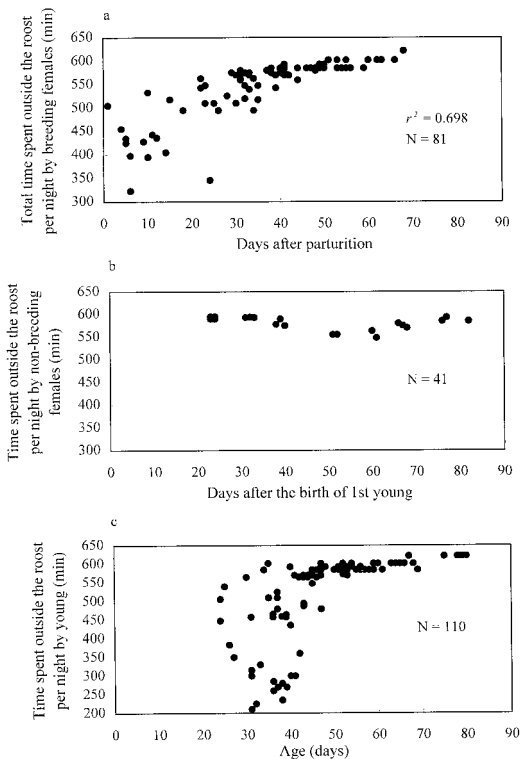 a
Total time spent outside the roost
per night by breeding females (min)
650
600
550
500
450
400
350
300
r² = 0.698
N = 81
0 10 20 30 40 50 60 70 80 90
Days after parturition
b
Time spent outside the roost
per night by non-breeding
females (min)
650
600
550
500
450
400
350
300
N = 41
0 10 20 30 40 50 60 70 80 90
Days after the birth of 1st young
c
Time spent outside the roost
per night by young (min)
650
600
550
500
450
400
350
300
250
200
N = 110
0 10 20 30 40 50 60 70 80 90
Age (days)